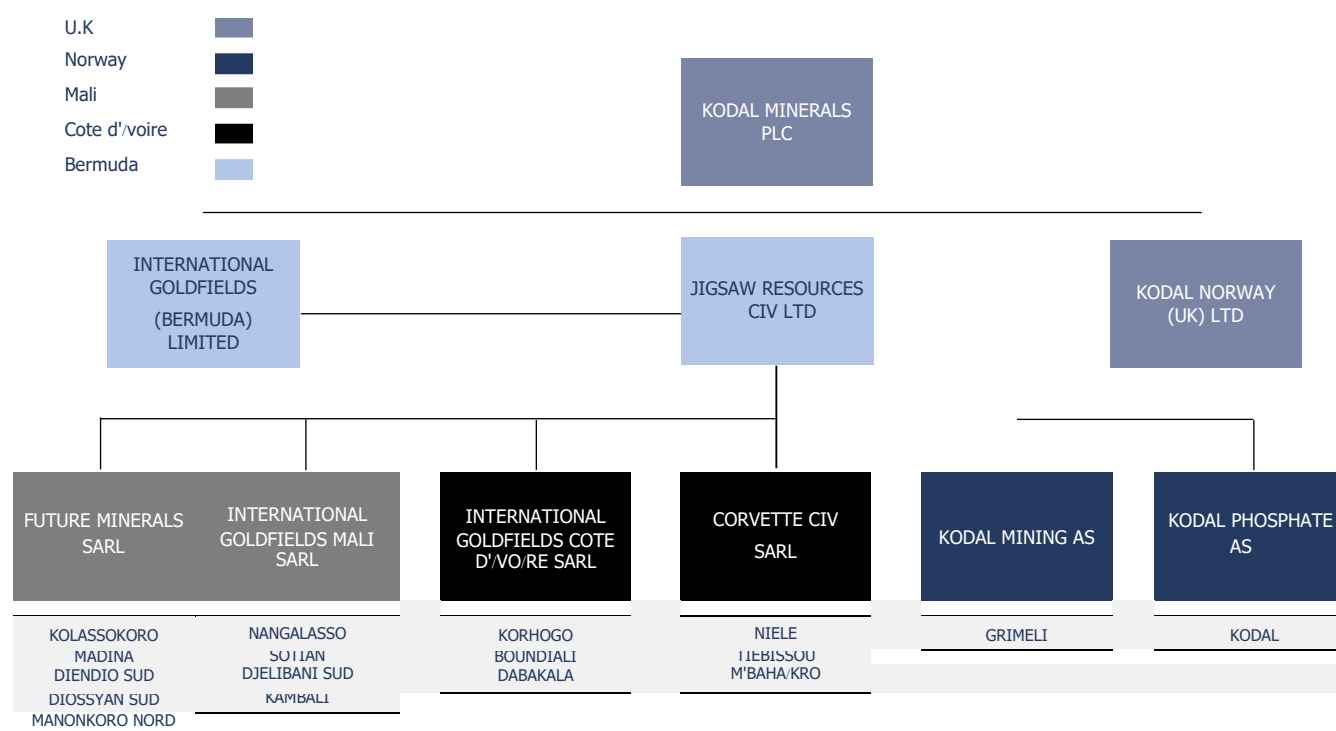 U.K
Norway
Mali
Cote d'/voire
Bermuda
KODAL MINERALS
PLC
INTERNATIONAL
GOLDFIELDS
(BERMUDA)
LIMITED
JIGSAW RESOURCES
CIV LTD
KODAL NORWAY
(UK) LTD
FUTURE MINERALS
SARL
INTERNATIONAL
GOLDFIELDS MALI
SARL
INTERNATIONAL
GOLDFIELDS COTE
D'/VO/RE SARL
CORVETTE CIV
SARL
KODAL MINING AS
KODAL PHOSPHATE
AS
KOLASSOKORO
MADINA
DIENDIO SUD
DIOSSYAN SUD
MANONKORO NORD
NANGALASSO
SOTIAN
DJELIBANI SUD
KAMBALI
KORHOGO
BOUNDIALI
DABAKALA
NIELE
TIEBISSOU
M'BAHA/KRO
GRIMELI
KODAL